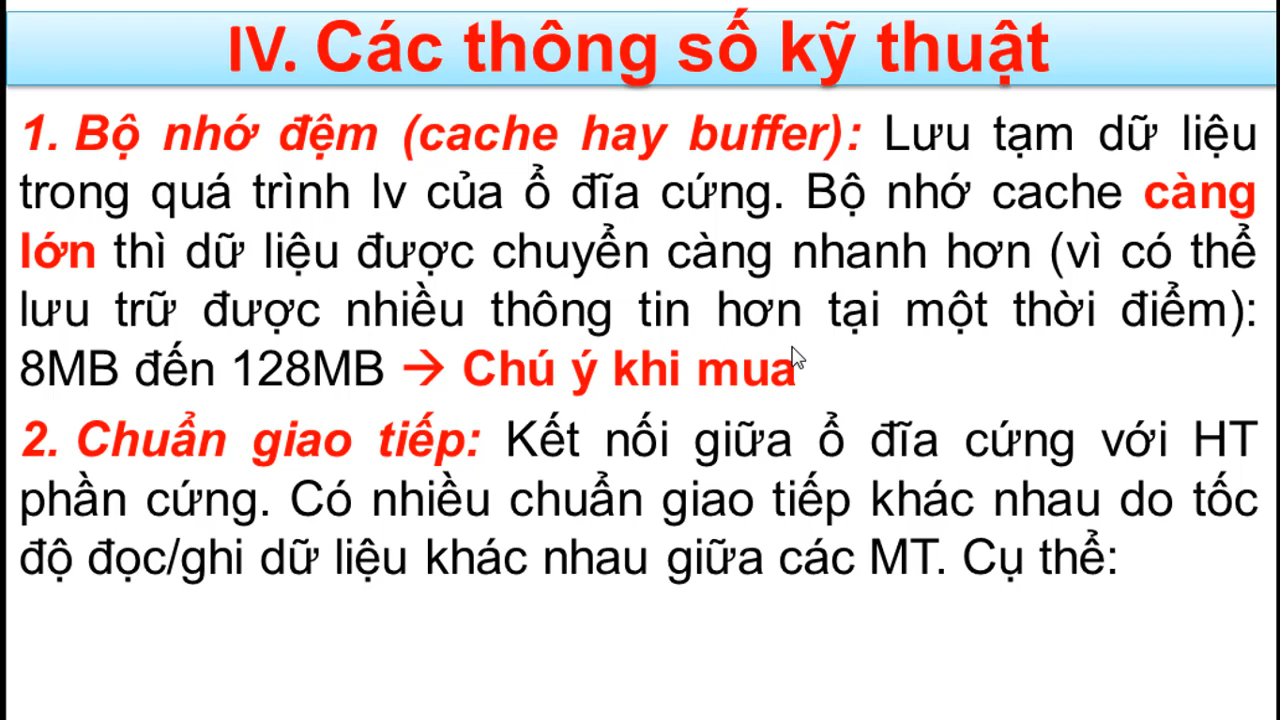 IV. Các thông số kỹ thuật
1. Bộ nhớ đệm (cache hay buffer): Lưu tạm dữ liệu
trong quá trình lv của ổ đĩa cứng. Bộ nhớ cache càng
lớn thì dữ liệu được chuyển càng nhanh hơn (vì có thể
lưu trữ được nhiều thông tin hơn tại một thời điểm):
8MB đến 128MB → Chú ý khi mua
2. Chuẩn giao tiếp: Kết nối giữa ổ đĩa cứng với HT
phần cứng. Có nhiều chuẩn giao tiếp khác nhau do tốc
độ đọc/ghi dữ liệu khác nhau giữa các MT. Cụ thể: